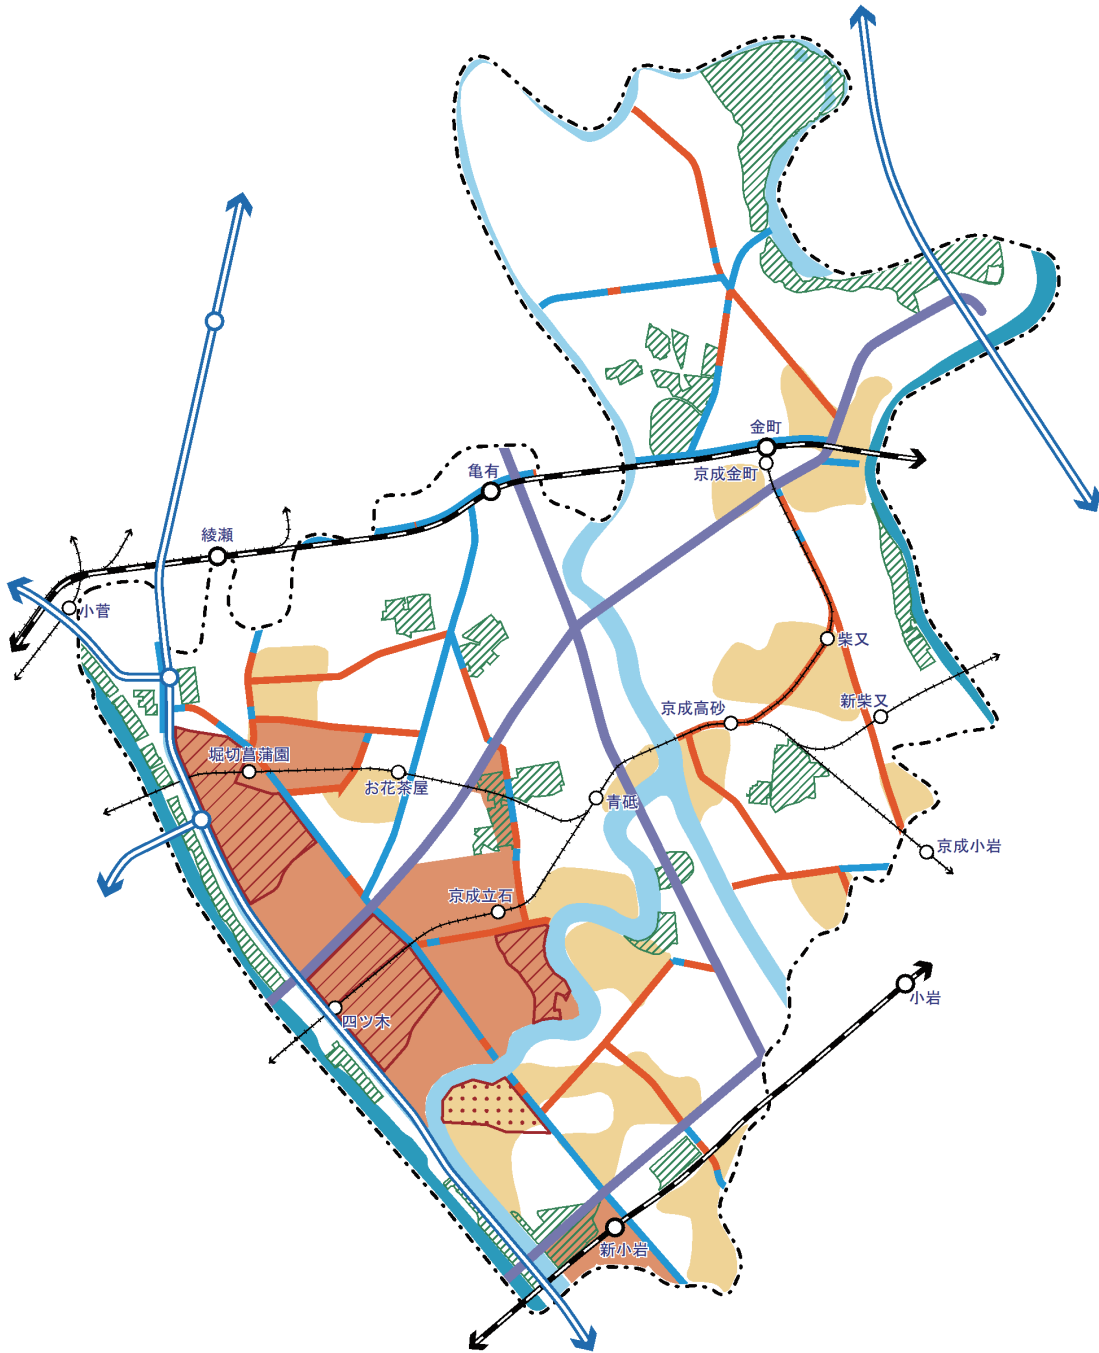 金町
京成金町
亀有
綾瀬
小菅
柴又
新柴又
京成高砂
堀切菖蒲園
お花茶屋
青砥
京成小岩
京成立石
小岩
四ツ木
新小岩